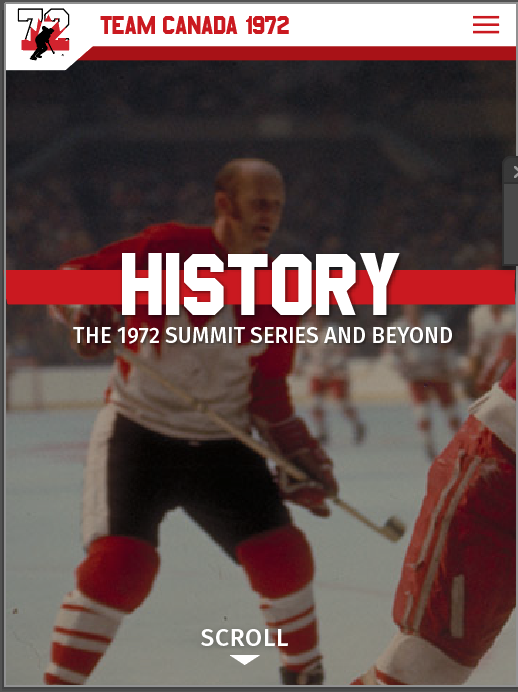 72
TEAM CANADA 1972
HISTORY
THE 1972 SUMMIT SERIES AND BEYOND
SCROLL